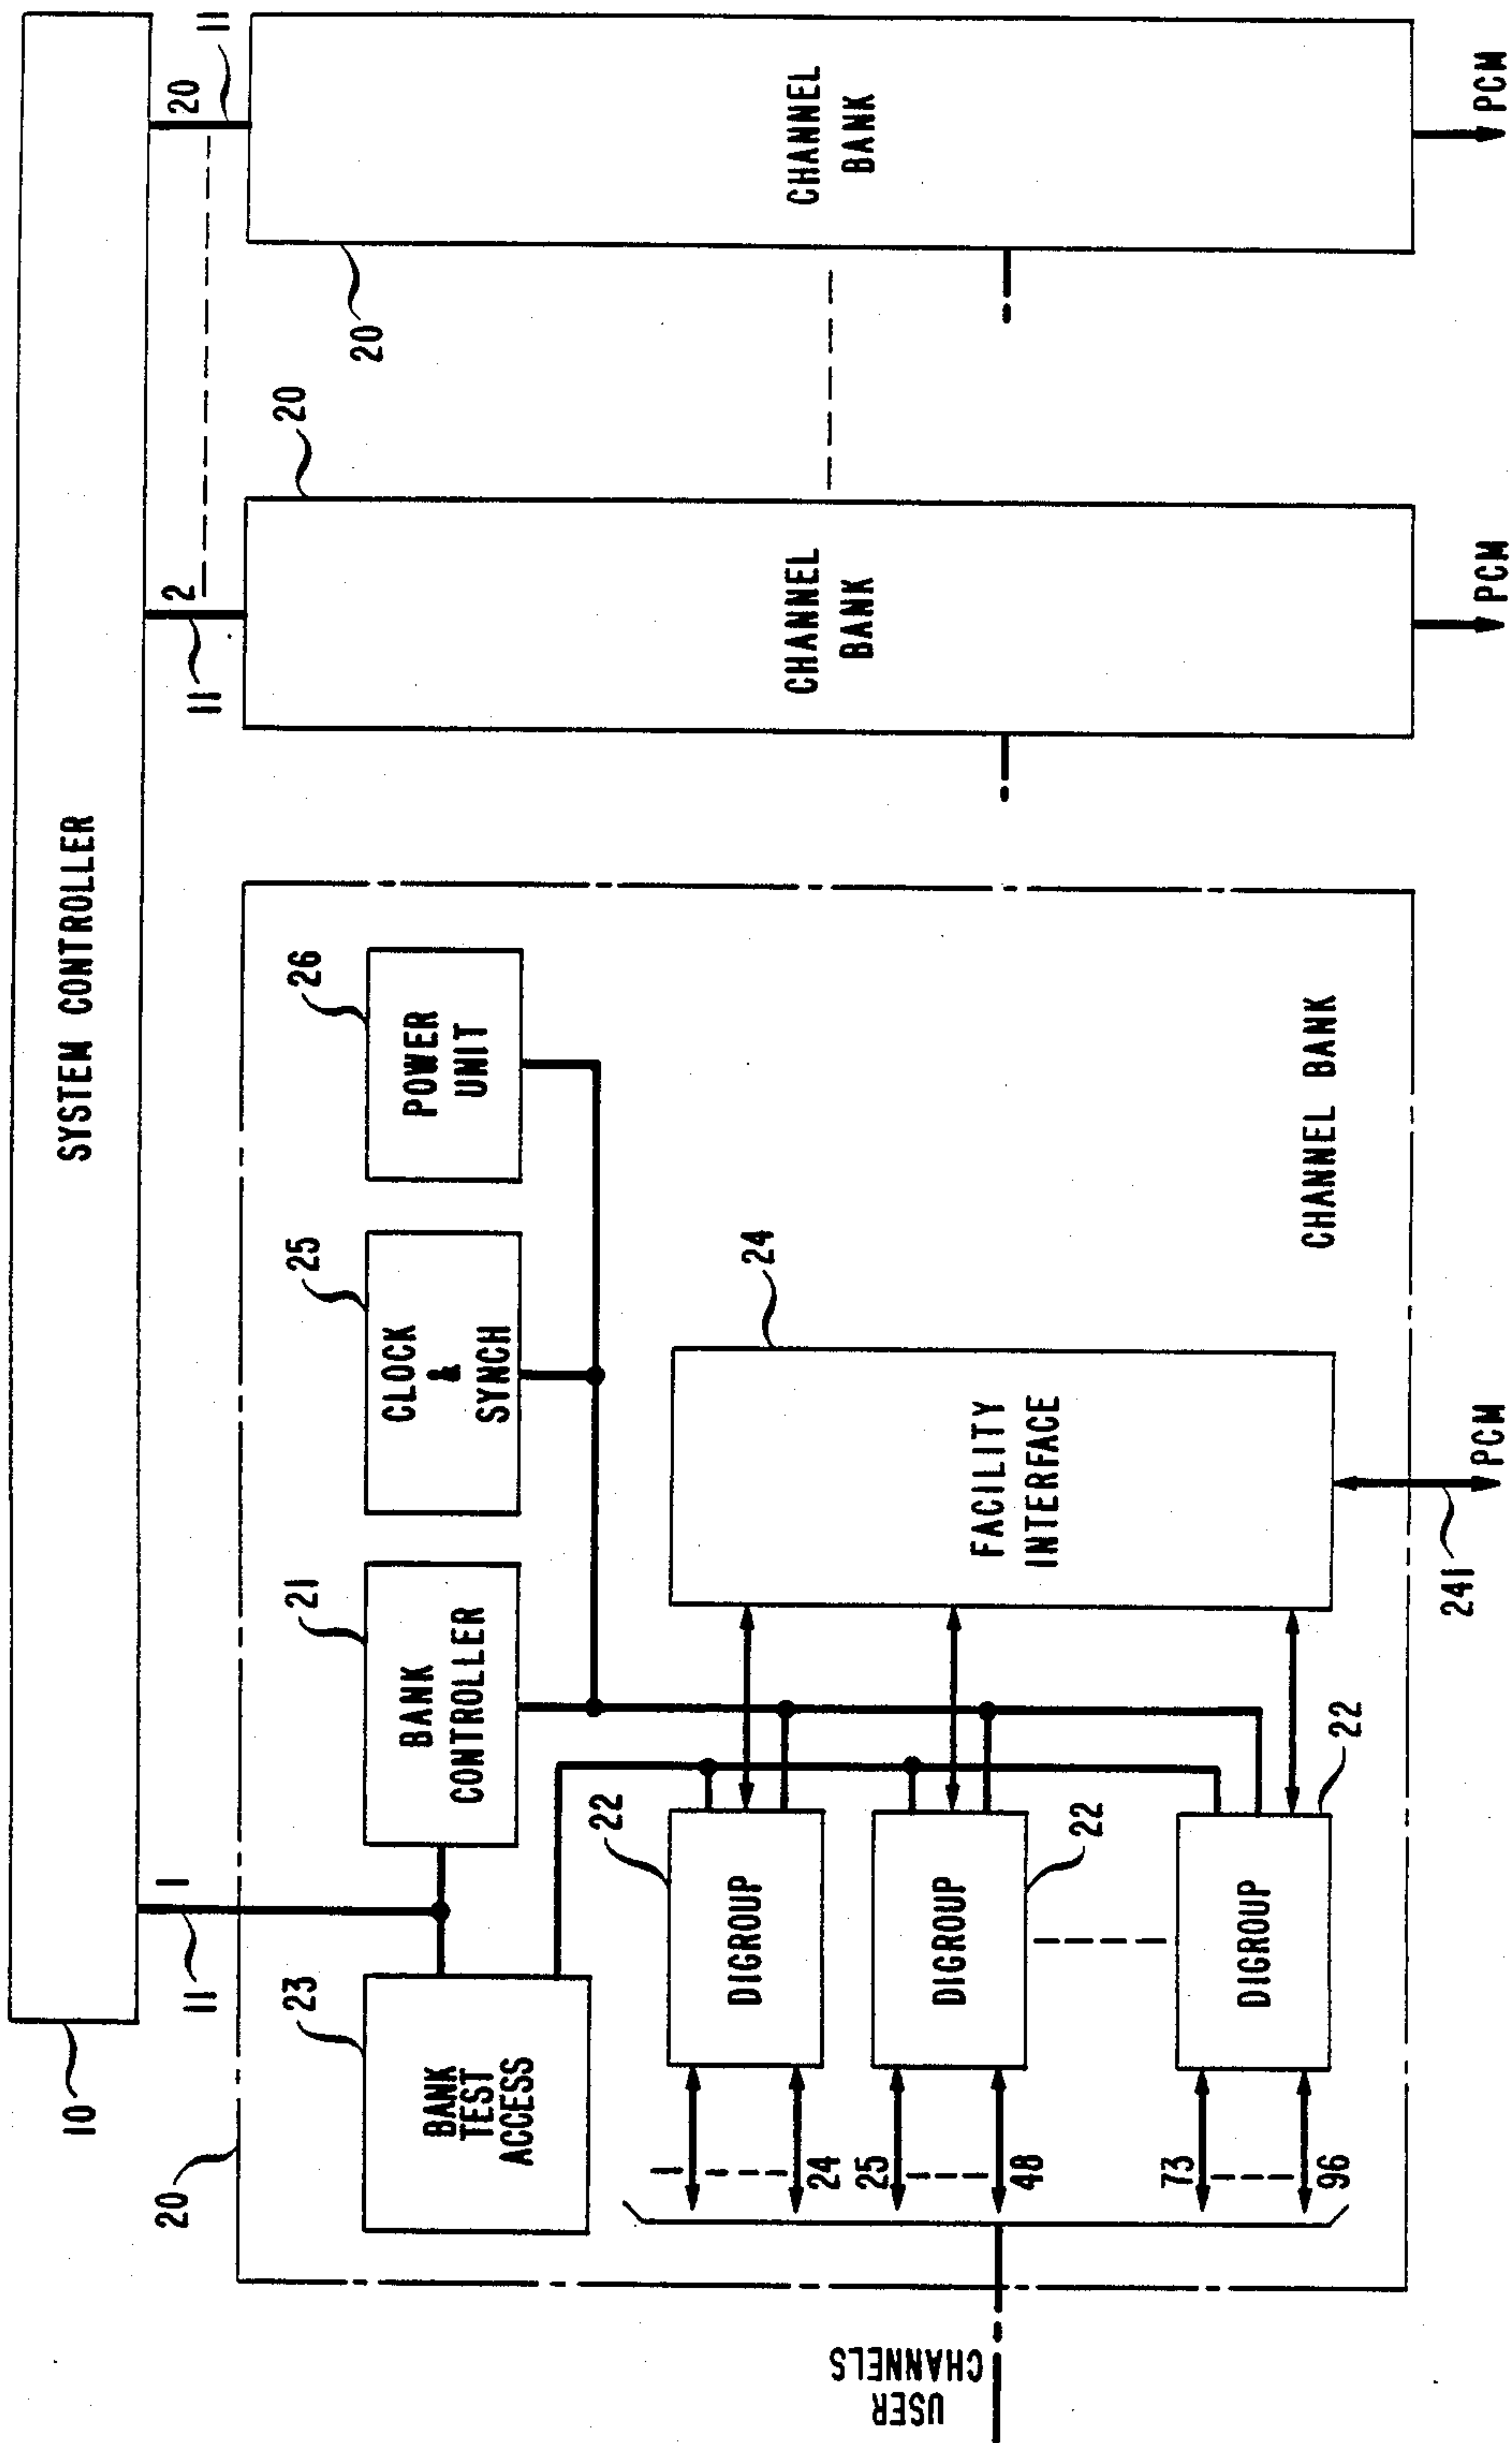 SYSTEM CONTROLLER
10
11
1
11
2
20
11
20
20
20
23
BANK
TEST
ACCESS
21
BANK
CONTROLLER
25
CLOCK
&
SYNCH
26
POWER
UNIT
22
DIGROUP
1
24
22
DIGROUP
25
48
22
DIGROUP
73
96
24
FACILITY
INTERFACE
CHANNEL BANK
CHANNEL
BANK
CHANNEL
BANK
USER
CHANNELS
241
PCM
PCM
PCM